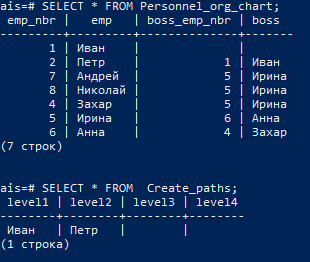 ais=# SELECT * FROM Personnel_org_chart;
 emp_nbr |   emp   | boss_emp_nbr | boss
---------+---------+--------------+-------
       1 | Иван    |              |
       2 | Петр    |            1 | Иван
       7 | Андрей  |            5 | Ирина
       8 | Николай |            5 | Ирина
       4 | Захар   |            5 | Ирина
       5 | Ирина   |            6 | Анна
       6 | Анна    |            4 | Захар
(7 строк)
ais=# SELECT * FROM  Create_paths;
 level1 | level2 | level3 | level4
--------+--------+--------+--------
 Иван   | Петр   |        |
(1 строка)